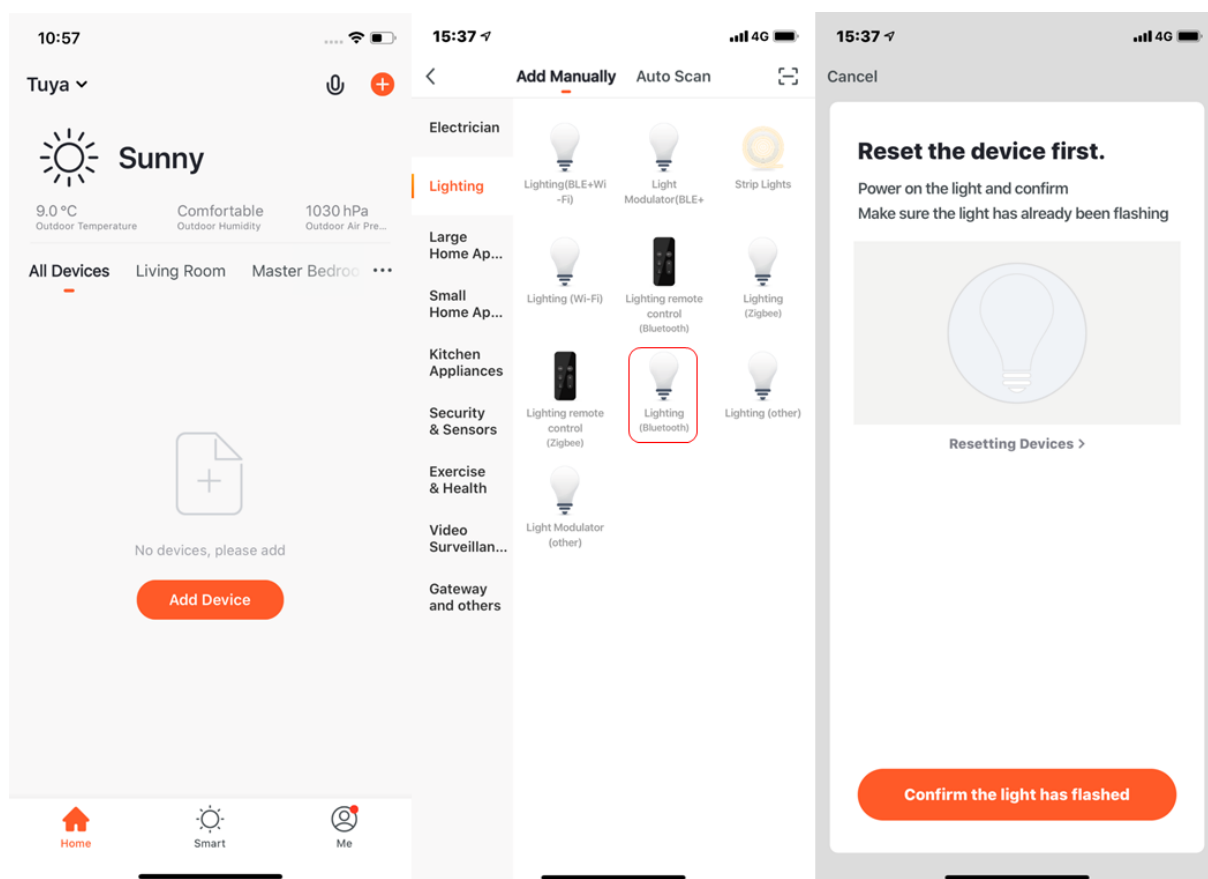 10:57
Tuya
Sunny
9.0 °C
Outdoor Temperature
Comfortable
Outdoor Humidity
1030 hPa
Outdoor Air Pre...
All Devices
Living Room
Master Bedroo
No devices, please add
Add Device
Home
Smart
Me
15:37
4G
Add Manually
Auto Scan
Electrician
Lighting
Large
Home Ap...
Small
Home Ap...
Kitchen
Appliances
Security
& Sensors
Exercise
& Health
Video
Surveillan...
Gateway
and others
Lighting(BLE+Wi
-Fi)
Light
Modulator(BLE+
Strip Lights
Lighting (Wi-Fi)
Lighting remote
control
(Bluetooth)
Lighting
(Zigbee)
Lighting remote
control
(Zigbee)
Lighting
(Bluetooth)
Lighting (other)
Light Modulator
(other)
15:37
4G
Cancel
Reset the device first.
Power on the light and confirm
Make sure the light has already been flashing
Resetting Devices >
Confirm the light has flashed